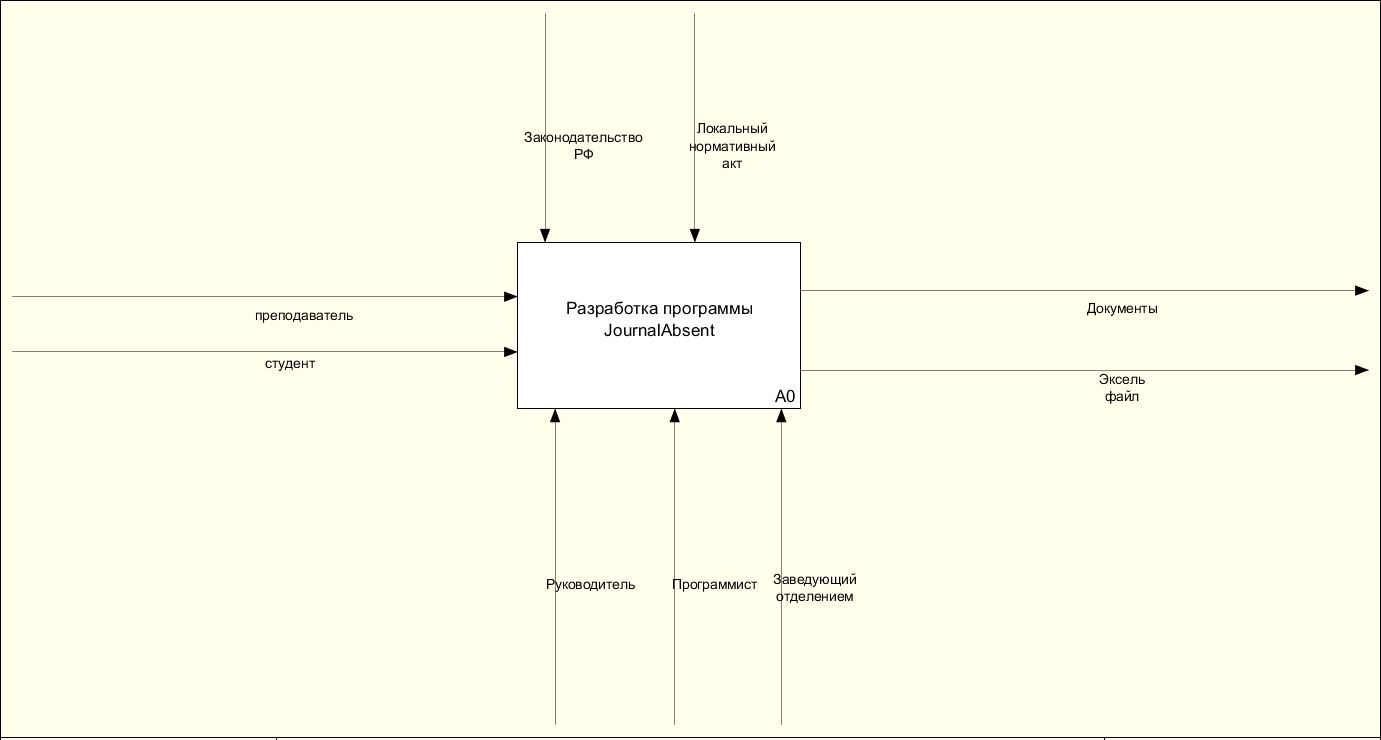 Законодательство
РФ
Локальный
нормативный
акт
преподаватель
студент
Разработка программы
JournalAbsent
A0
Документы
Эксель
файл
Руководитель
Программист
Заведующий
отделением